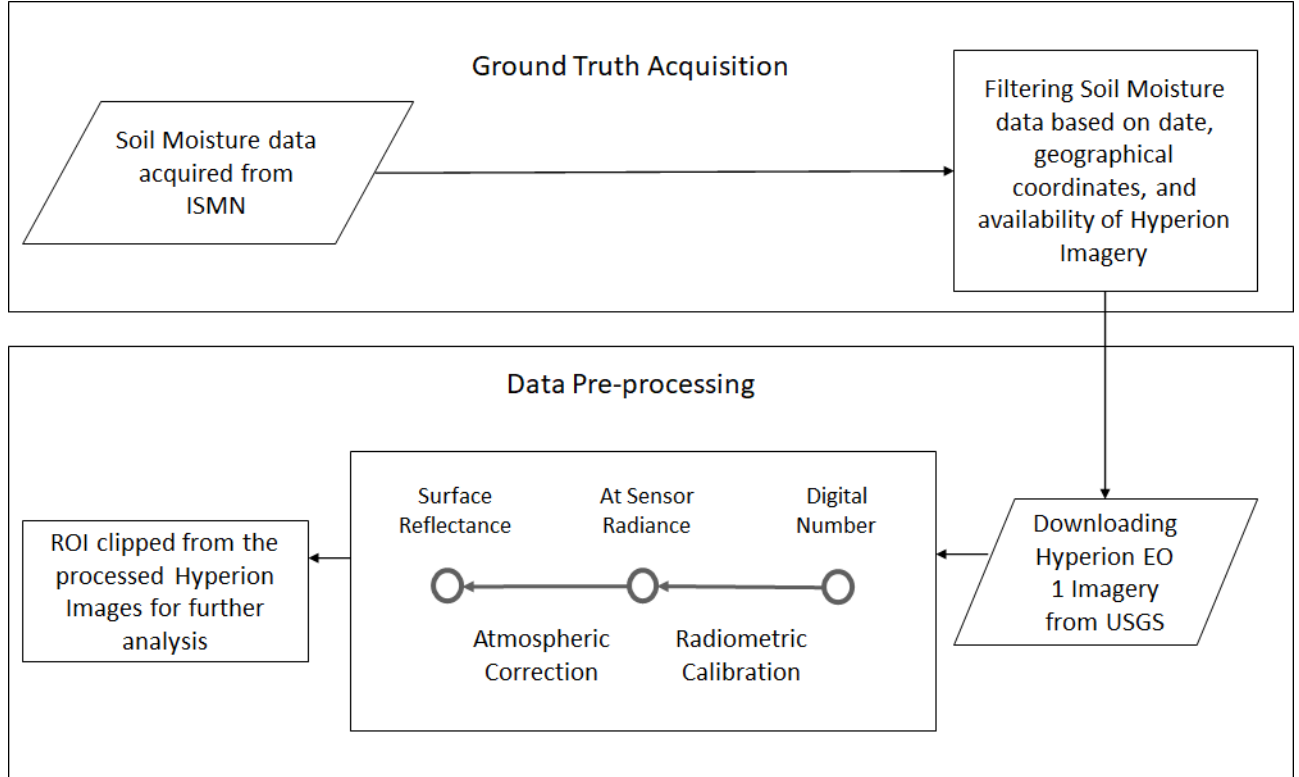 Ground Truth Acquisition
Soil Moisture data
acquired from
ISMN
Filtering Soil Moisture
data based on date,
geographical
coordinates, and
availability of Hyperion
Imagery
Data Pre-processing
Downloading
Hyperion EO
1 Imagery
from USGS
Digital
Number
At Sensor
Radiance
Surface
Reflectance
Radiometric
Calibration
Atmospheric
Correction
ROI clipped from the
processed Hyperion
Images for further
analysis